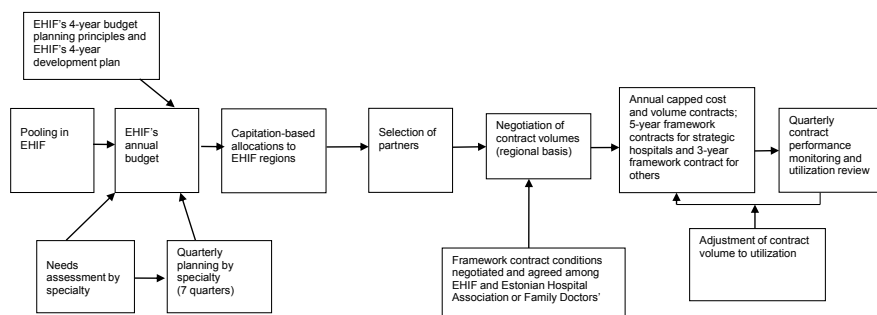 EHIF's 4-year budget
planning principles and
EHIF's 4-year
development plan
Pooling in
EHIF
EHIF's
annual
budget
Capitation-based
allocations to
EHIF regions
Selection of
partners
Negotiation of
contract volumes
(regional basis)
Annual capped cost
and volume contracts;
5-year framework
contracts for strategic
hospitals and 3-year
framework contract for
others
Quarterly
contract
performance
monitoring and
utilization review
Needs
assessment by
specialty
Quarterly
planning by
specialty
(7 quarters)
Framework contract conditions
negotiated and agreed among
EHIF and Estonian Hospital
Association or Family Doctors'
Adjustment of contract
volume to utilization